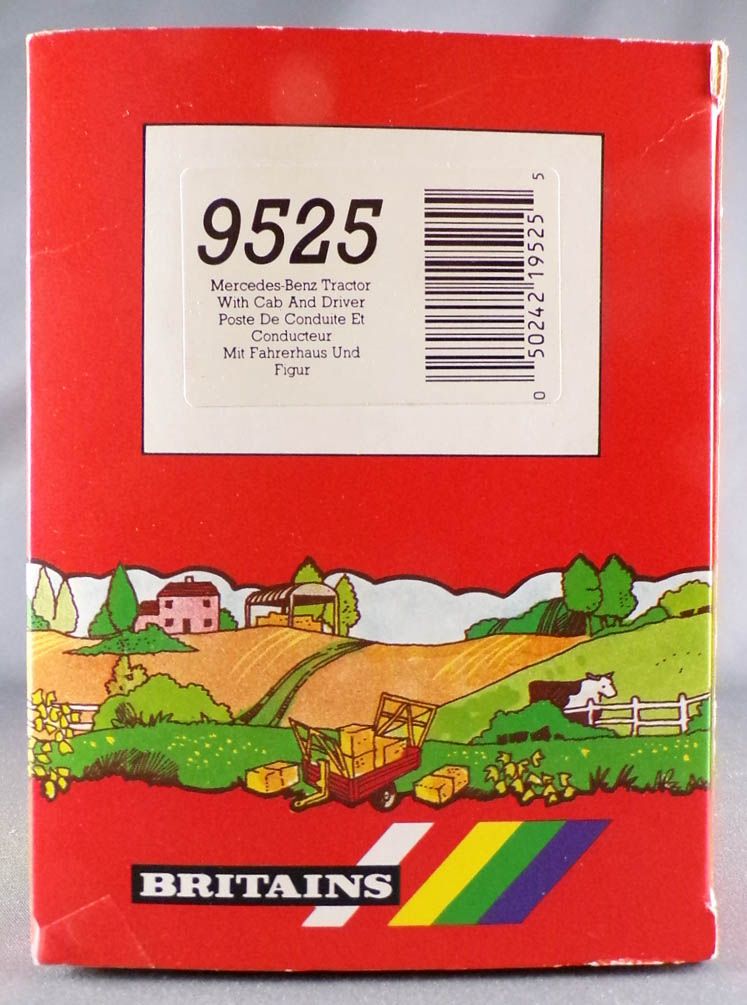 9525
Mercedes-Benz Tractor
With Cab And Driver
Poste De Conduite Et
Conducteur
Mit Fahrerhaus Und
Figur
0 50242 19525 5
BRITAINS